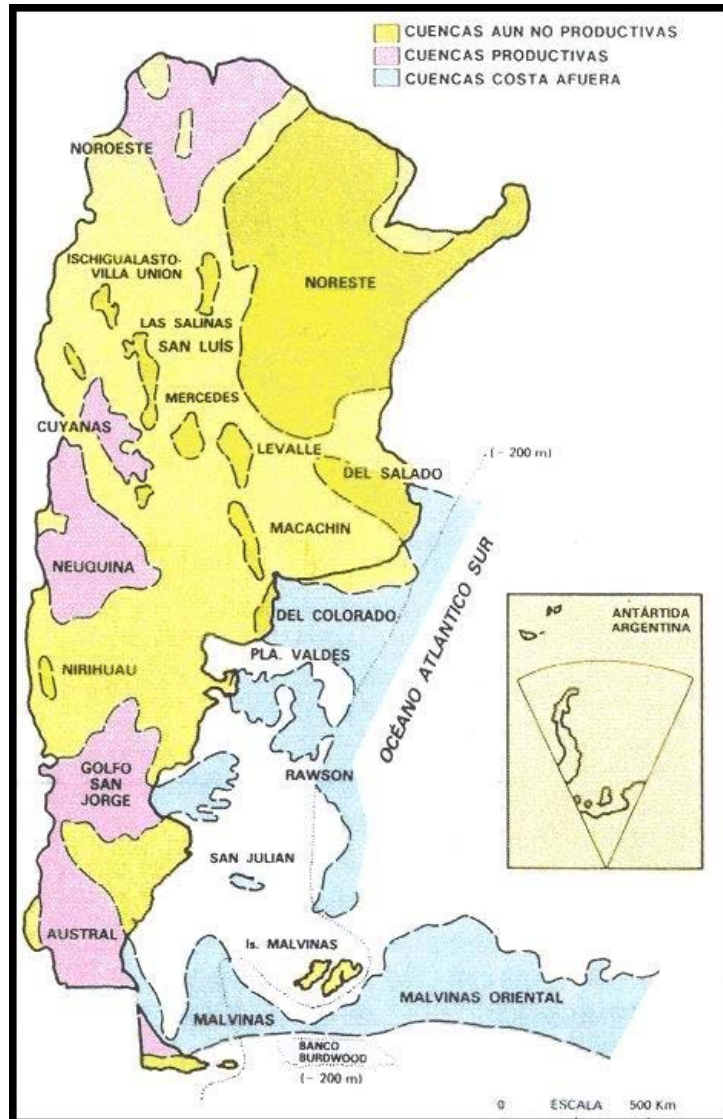 CUENCAS AÚN NO PRODUCTIVAS
CUENCAS PRODUCTIVAS
CUENCAS COSTA AFUERA
NOROESTE
ISCHIGUALASTO-
VILLA UNION
NORESTE
LAS SALINAS
SAN LUÍS
MERCEDES
CUYANAS
LEVALLE
(- 200 m)
DEL SALADO
MACACHIN
NEUQUINA
DEL COLORADO
ANTÁRTIDA
ARGENTINA
PLA. VALDES
NIRIHUAU
OCÉANO ATLÁNTICO SUR
GOLFO
SAN
JORGE
RAWSON
SAN JULIAN
AUSTRAL
Is. MALVINAS
MALVINAS ORIENTAL
MALVINAS
BANCO
BURDWOOD
(- 200 m)
0 ESCALA 500 Km